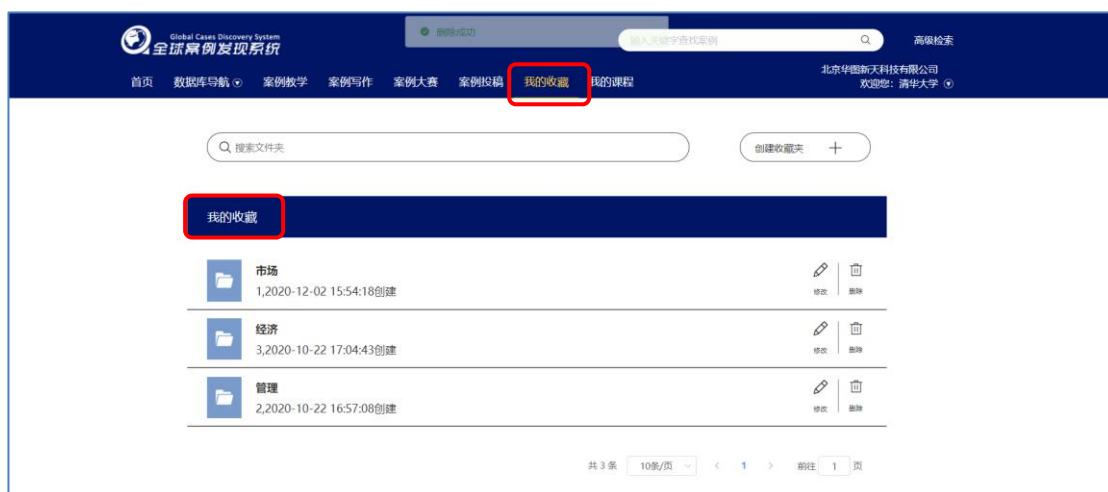 Global Cases Discovery System
全球案例发现系统
删除成功
输入关键字查找案例
高级检索
北京华图新天科技有限公司
欢迎您：清华大学
首页 数据库导航 案例教学 案例写作 案例大赛 案例投稿 我的收藏 我的课程
搜索文件夹
创建收藏夹
我的收藏
市场
1,2020-12-02 15:54:18创建
修改 删除
经济
3,2020-10-22 17:04:43创建
修改 删除
管理
2,2020-10-22 16:57:08创建
修改 删除
共 3 条 10条/页 < 1 > 前往 1 页